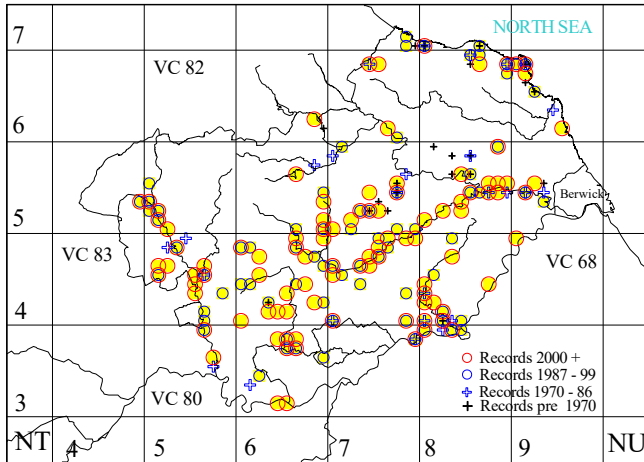 NORTH SEA
7
VC 82
6
Berwick
5
VC 83
VC 68
4
Records 2000 +
Records 1987 - 99
Records 1970 - 86
VC 80
Records pre 1970
3
NT 4 5 6 7 8 9 NU